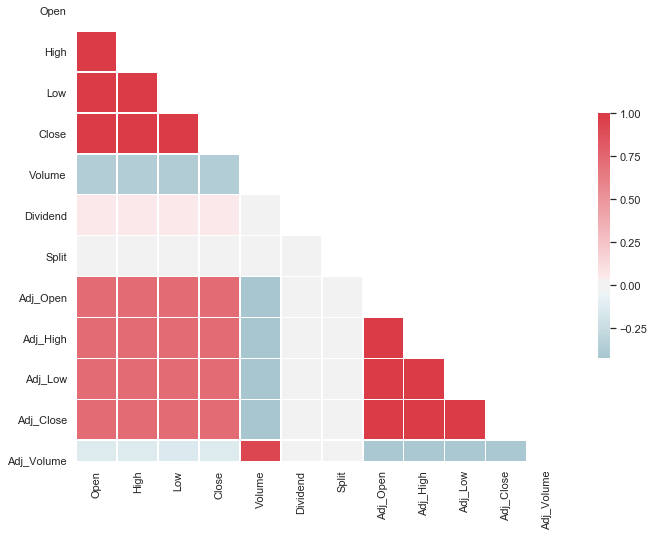 Open
High
Low
Close
Volume
Dividend
Split
Adj_Open
Adj_High
Adj_Low
Adj_Close
Adj_Volume
Open
High
Low
Close
Volume
Dividend
Split
Adj_Open
Adj_High
Adj_Low
Adj_Close
Adj_Volume
1.00
0.75
0.50
0.25
0.00
−0.25